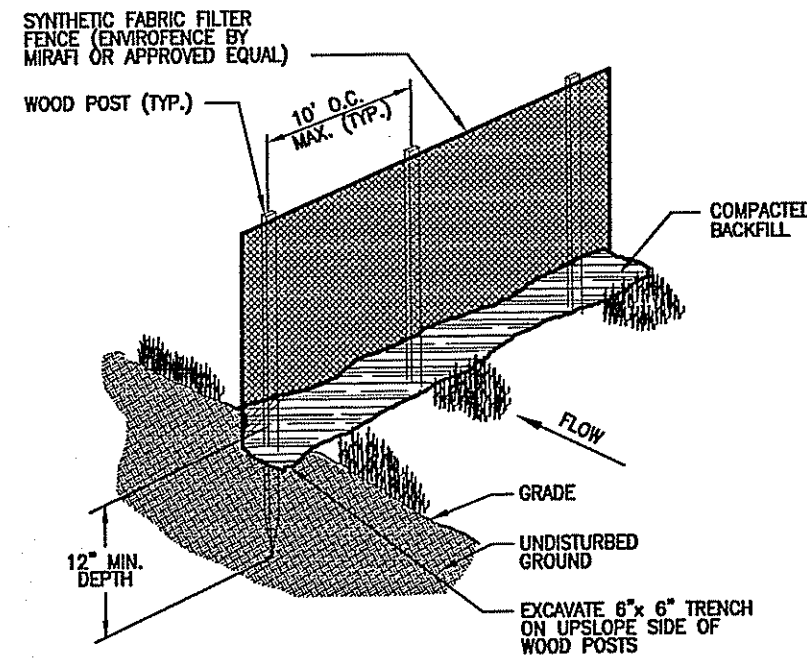 SYNTHETIC FABRIC FILTER
FENCE (ENVIROFENCE BY
MIRAFI OR APPROVED EQUAL)
WOOD POST (TYP.)
10' O.C.
MAX. (TYP.)
COMPACTED
BACKFILL
FLOW
GRADE
UNDISTURBED
GROUND
12" MIN.
DEPTH
EXCAVATE 6"x 6" TRENCH
ON UPSLOPE SIDE OF
WOOD POSTS